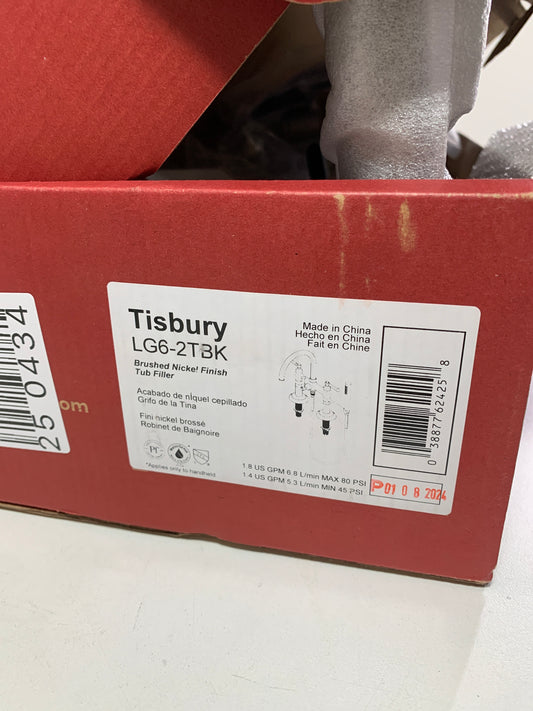 Tisbury
LG6-2TBK
Brushed Nickel Finish
Tub Filler
Acabado de níquel cepillado
Grifo de la Tina
Fini nickel brossé
Robinet de Baignoire
*Applies only to handheld
Made in China
Hecho en China
Fait en Chine
1.8 US GPM 6.8 L/min MAX 80 PSI
1.4 US GPM 5.3 L/min MIN 45 PSI
0 38877 62425 8
P01 0 8 2024
25 0434
om